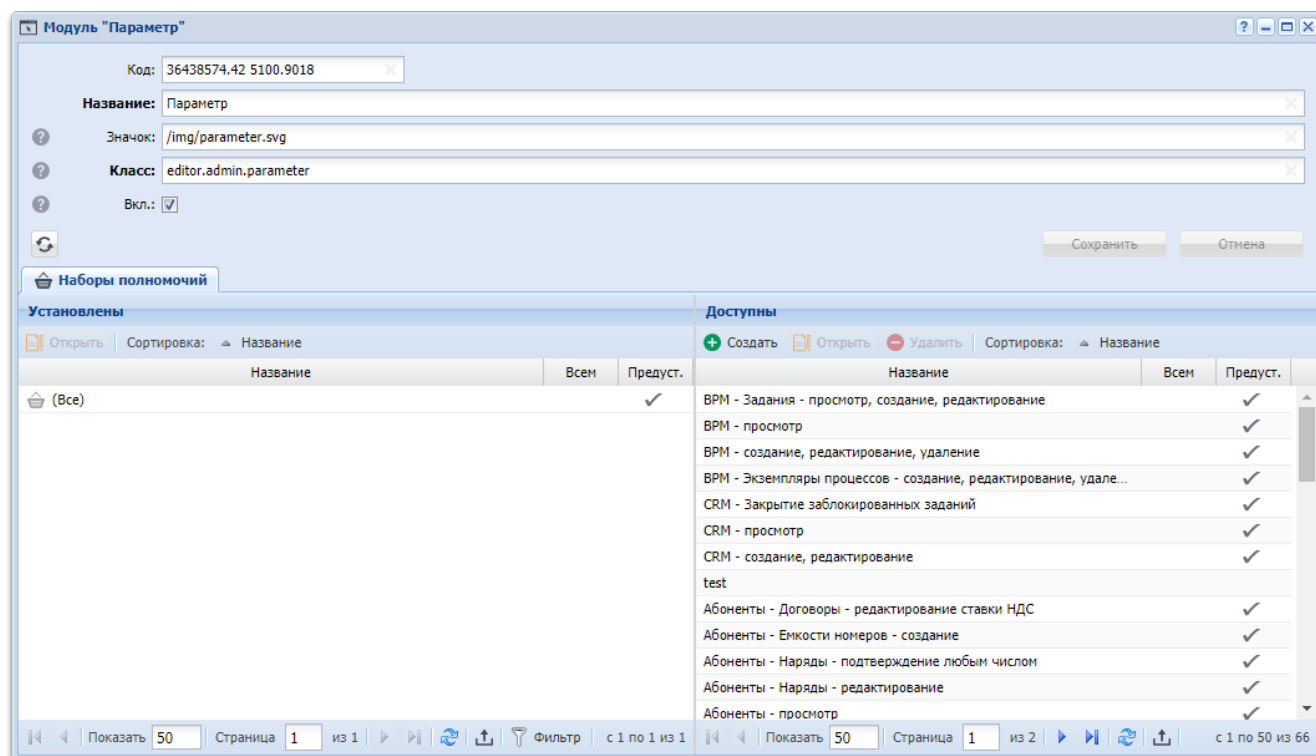 Модуль "Параметр"
Код: 36438574.42 5100.9018
Название: Параметр
Значок: /img/parameter.svg
Класс: editor.admin.parameter
Вкл.:
Сохранить Отмена
Наборы полномочий
Установлены
Открыть Сортировка: Название
Название Всем Предуст.
(Все)
Показать 50 Страница 1 из 1 Фильтр с 1 по 1 из 1
Доступны
Создать Открыть Удалить Сортировка: Название
Название Всем Предуст.
BPM - Задания - просмотр, создание, редактирование
BPM - просмотр
BPM - создание, редактирование, удаление
BPM - Экземпляры процессов - создание, редактирование, удале...
CRM - Закрытие заблокированных заданий
CRM - просмотр
CRM - создание, редактирование
test
Абоненты - Договоры - редактирование ставки НДС
Абоненты - Емкости номеров - создание
Абоненты - Наряды - подтверждение любым числом
Абоненты - Наряды - редактирование
Абоненты - просмотр
Показать 50 Страница 1 из 2 с 1 по 50 из 66